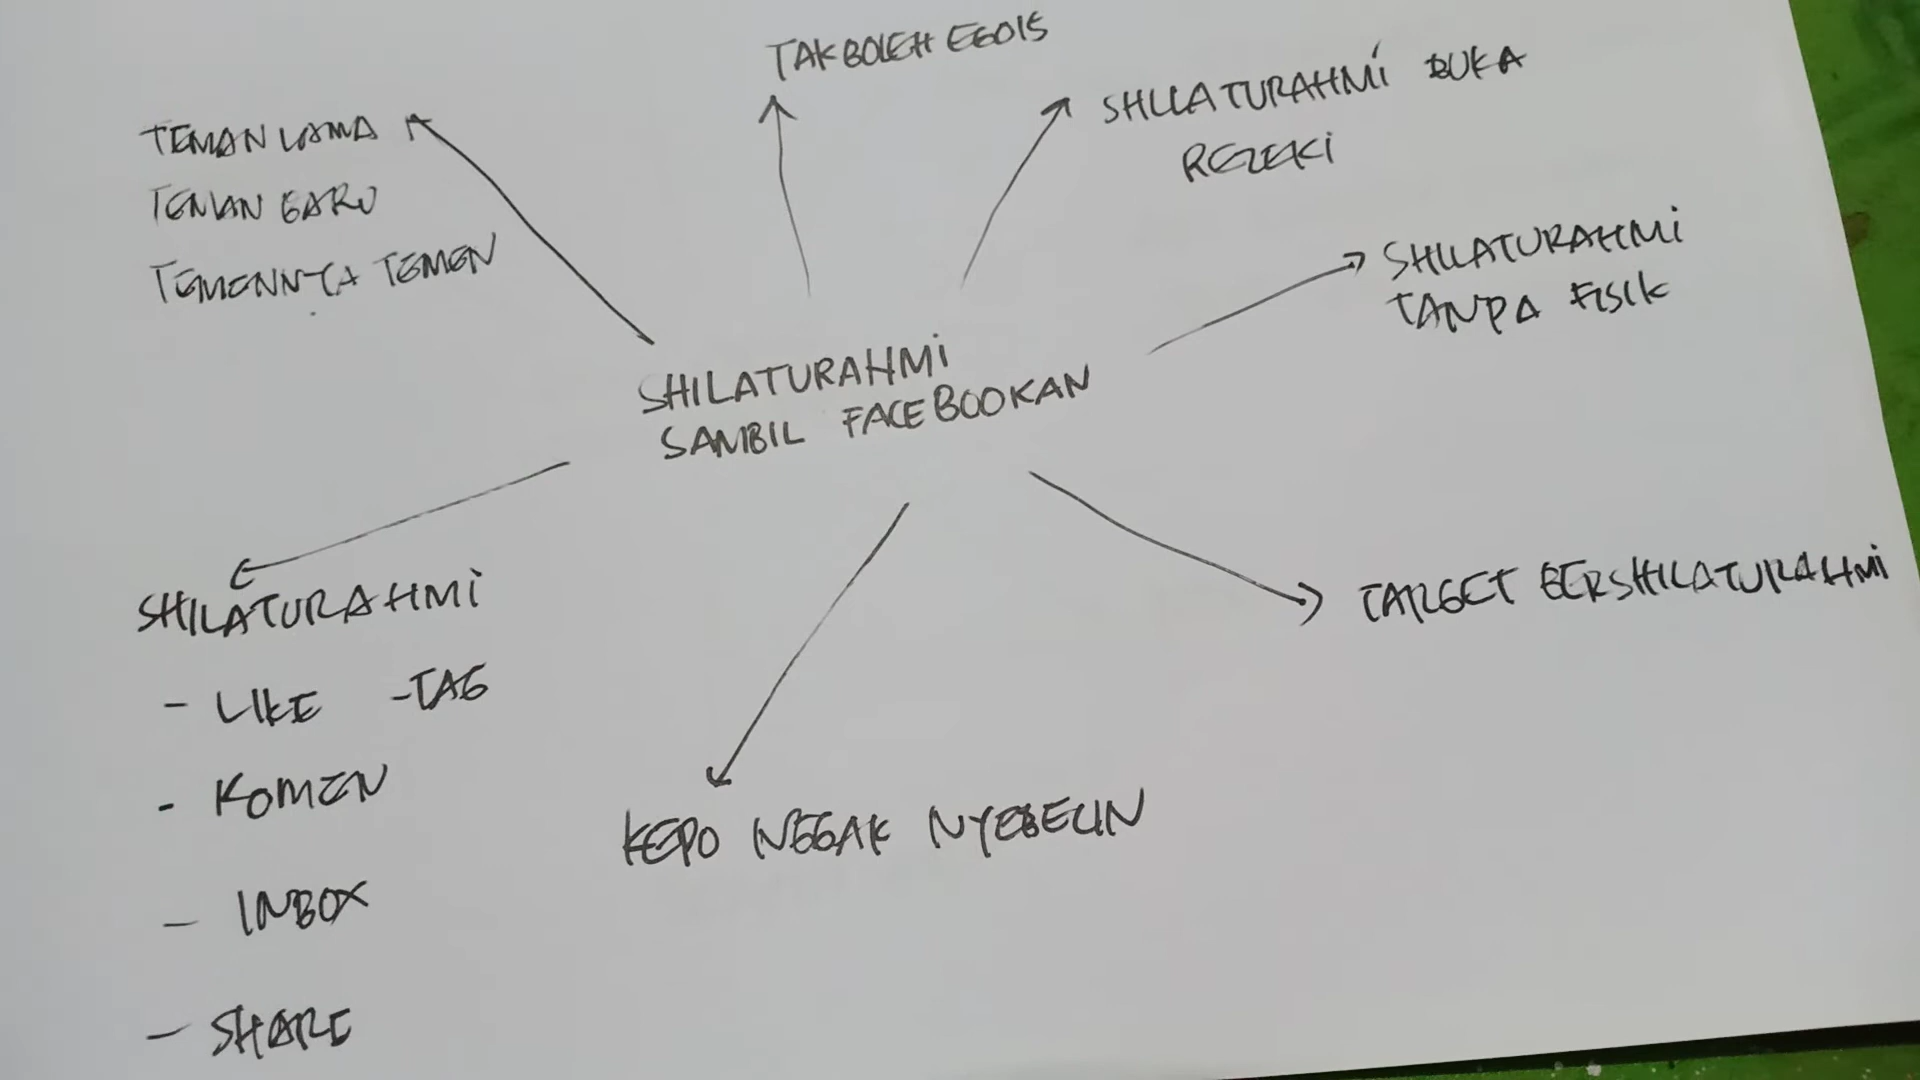 TAK BOLEH EGOIS
SHILATURAHMI BUKA
REZEKI
TEMAN LAMA
TEMAN BARU
TEMENNYA TEMEN
SHILATURAHMI
TANPA FISIK
SHILATURAHMI
SAMBIL FACEBOOKAN
TARGET BERSHILATURAHMI
SHILATURAHMI
- LIKE - TAG
- KOMEN
- INBOX
- SHARE
KEPO NGGAK NYEBELIN